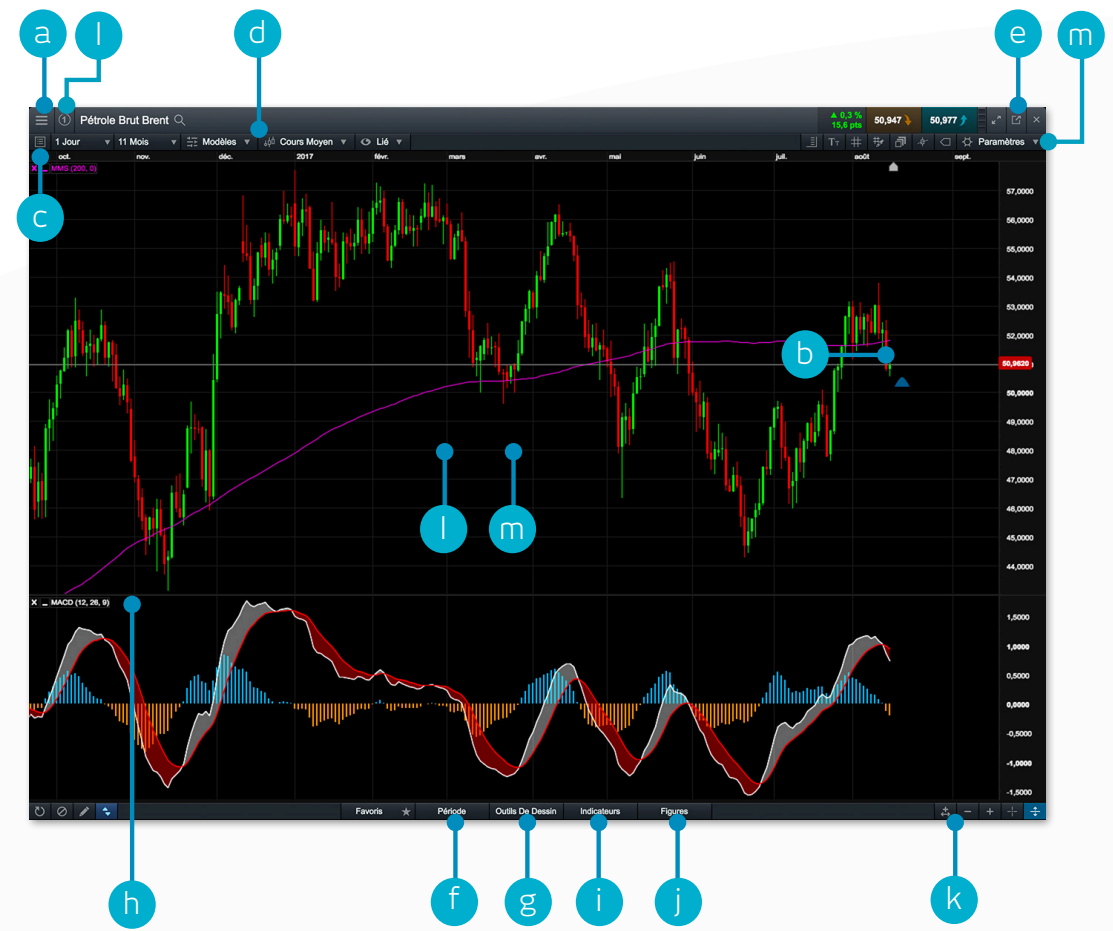 a
l
d
e
m
1
Pétrole Brut Brent
▲ 0,3 %
15,6 pts
50,947
50,977
1 Jour
11 Mois
Modèles
Cours Moyen
Lié
Paramètres
oct.
nov.
déc.
2017
févr.
mars
avr.
mai
juin
juil.
août
sept.
X
MMS (200, 0)
c
57,0000
56,0000
55,0000
54,0000
53,0000
52,0000
b
50,9620
50,0000
49,0000
48,0000
47,0000
46,0000
44,0000
l
m
X
MACD (12, 26, 9)
1,5000
1,0000
0,5000
0,0000
-0,5000
-1,0000
-1,5000
Favoris
Période
Outils De Dessin
Indicateurs
Figures
h
f
g
i
j
k